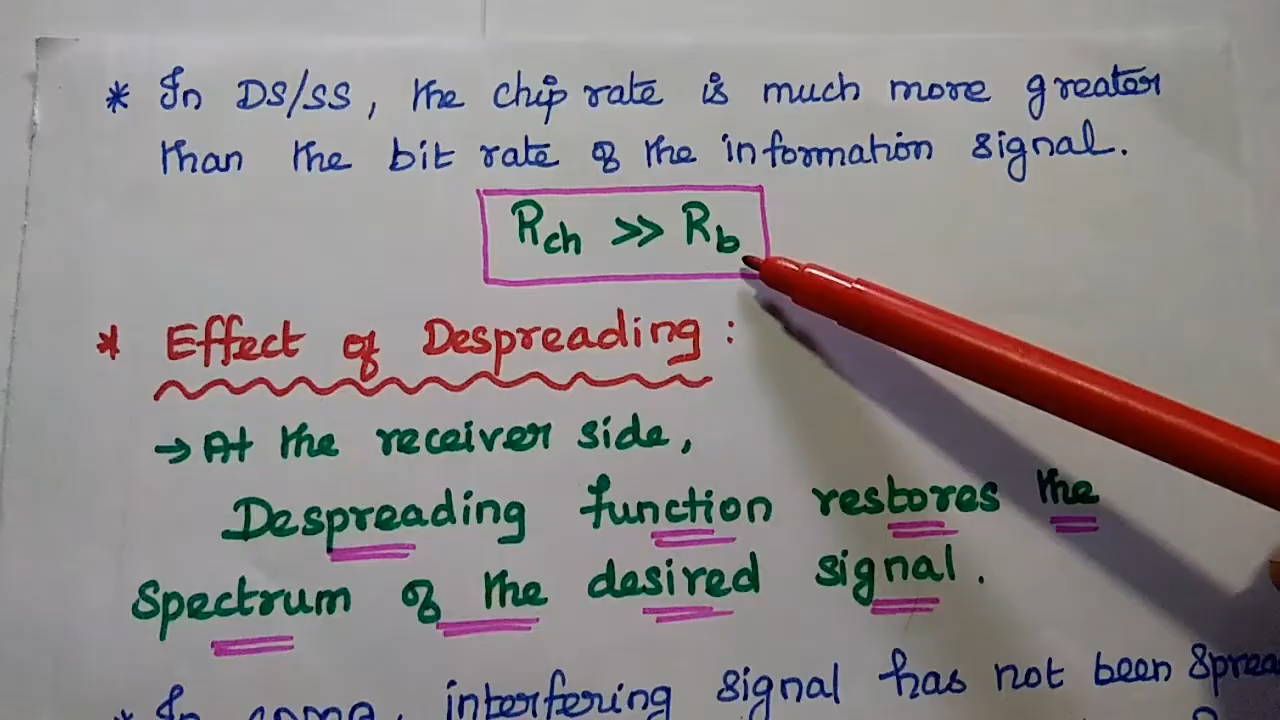 * In DS/SS, the chip rate is much more greater
than the bit rate of the information signal.
Rch >> Rb
* Effect of Despreading :
→ At the receiver side,
Despreading function restores the
Spectrum of the desired signal.
* In CDMA, interfering signal has not been